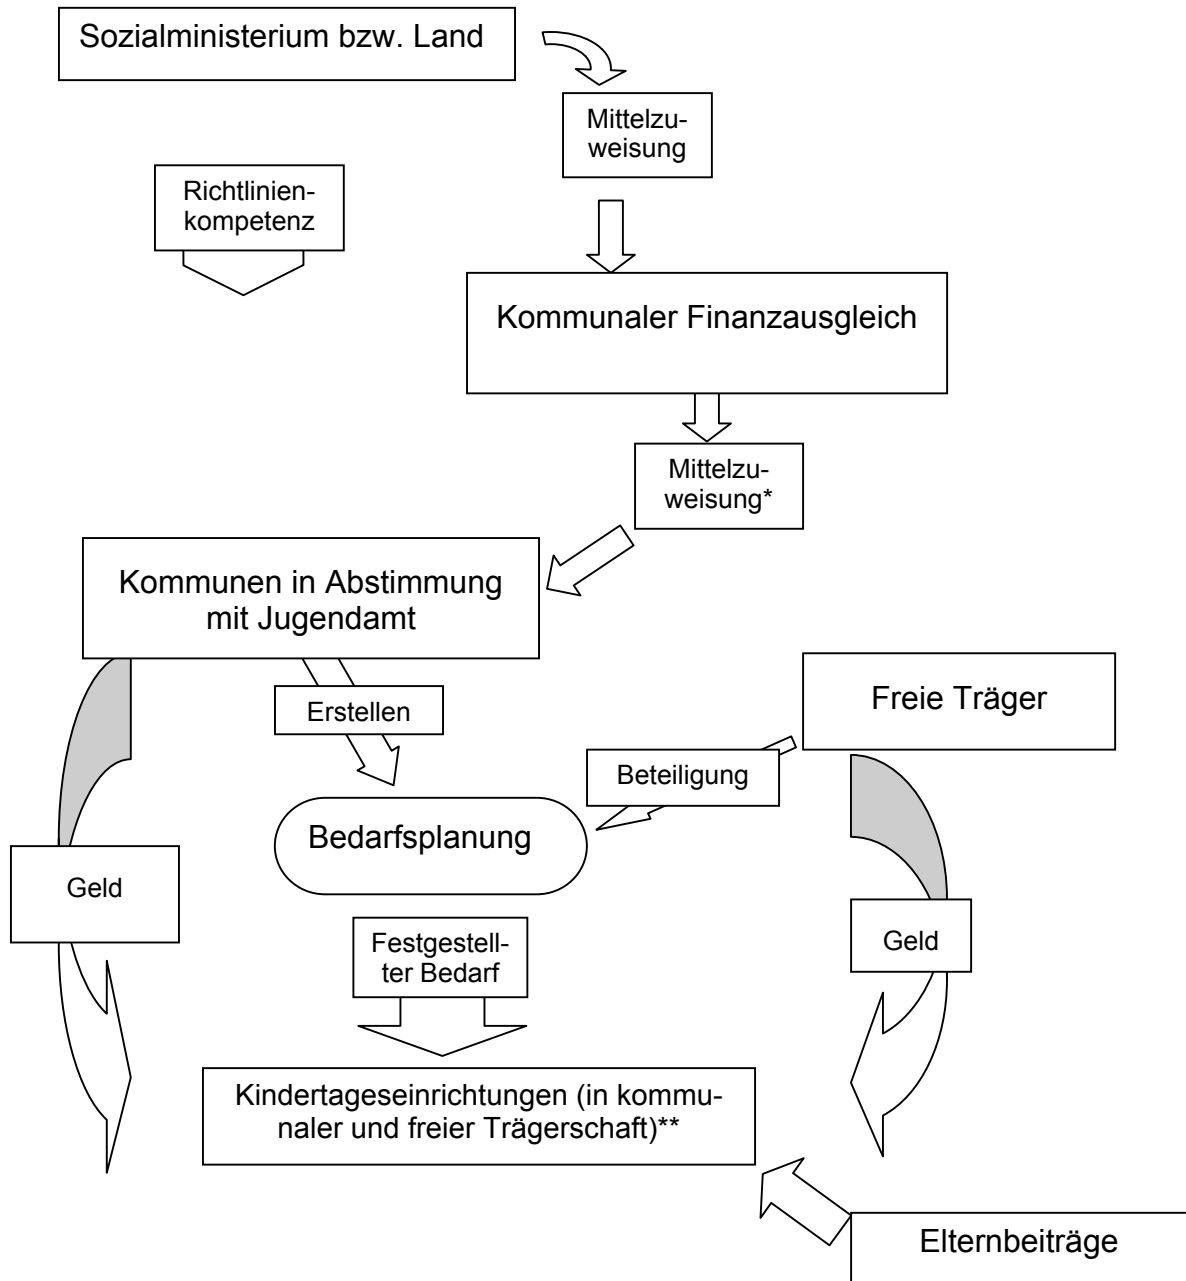 Sozialministerium bzw. Land
Mittelzu-
weisung
Richtlinien-
kompetenz
Kommunaler Finanzausgleich
Mittelzu-
weisung*
Kommunen in Abstimmung
mit Jugendamt
Freie Träger
Erstellen
Beteiligung
Bedarfsplanung
Geld
Geld
Festgestell-
ter Bedarf
Kindertageseinrichtungen (in kommu-
naler und freier Trägerschaft)**
Elternbeiträge